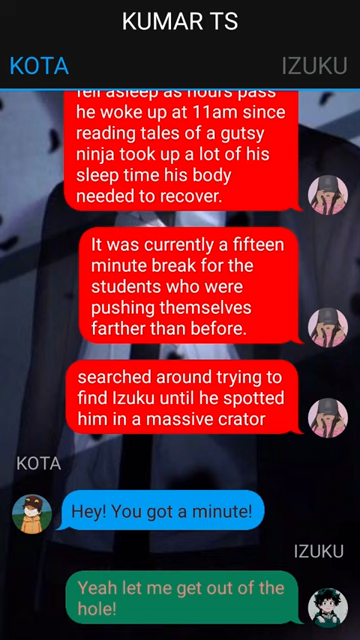 KUMAR TS
KOTA
IZUKU
fell asleep as hours pass
he woke up at 11am since
reading tales of a gutsy
ninja took up a lot of his
sleep time his body
needed to recover.
It was currently a fifteen
minute break for the
students who were
pushing themselves
farther than before.
searched around trying to
find Izuku until he spotted
him in a massive crator
KOTA
Hey! You got a minute!
IZUKU
Yeah let me get out of the
hole!